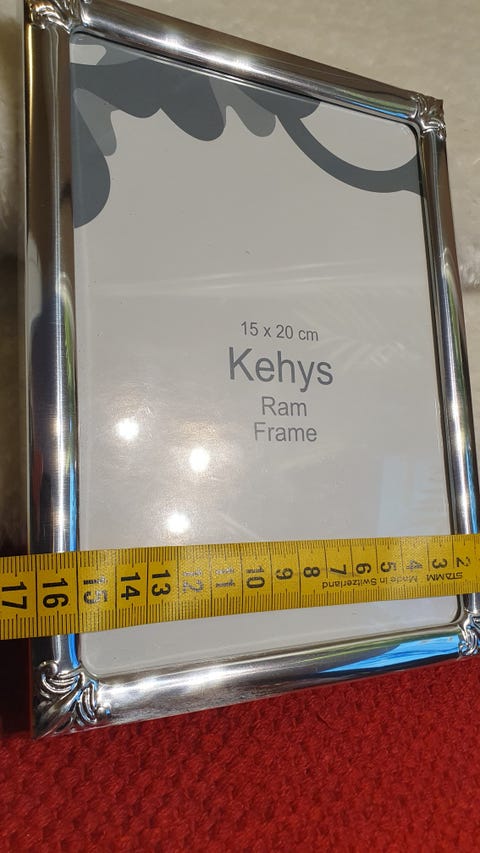 15 x 20 cm
Kehys
Ram
Frame
17 16 15 14 13 12 11 10 9 8 7 6 5 4 3 2
STAMM Made in Switzerland